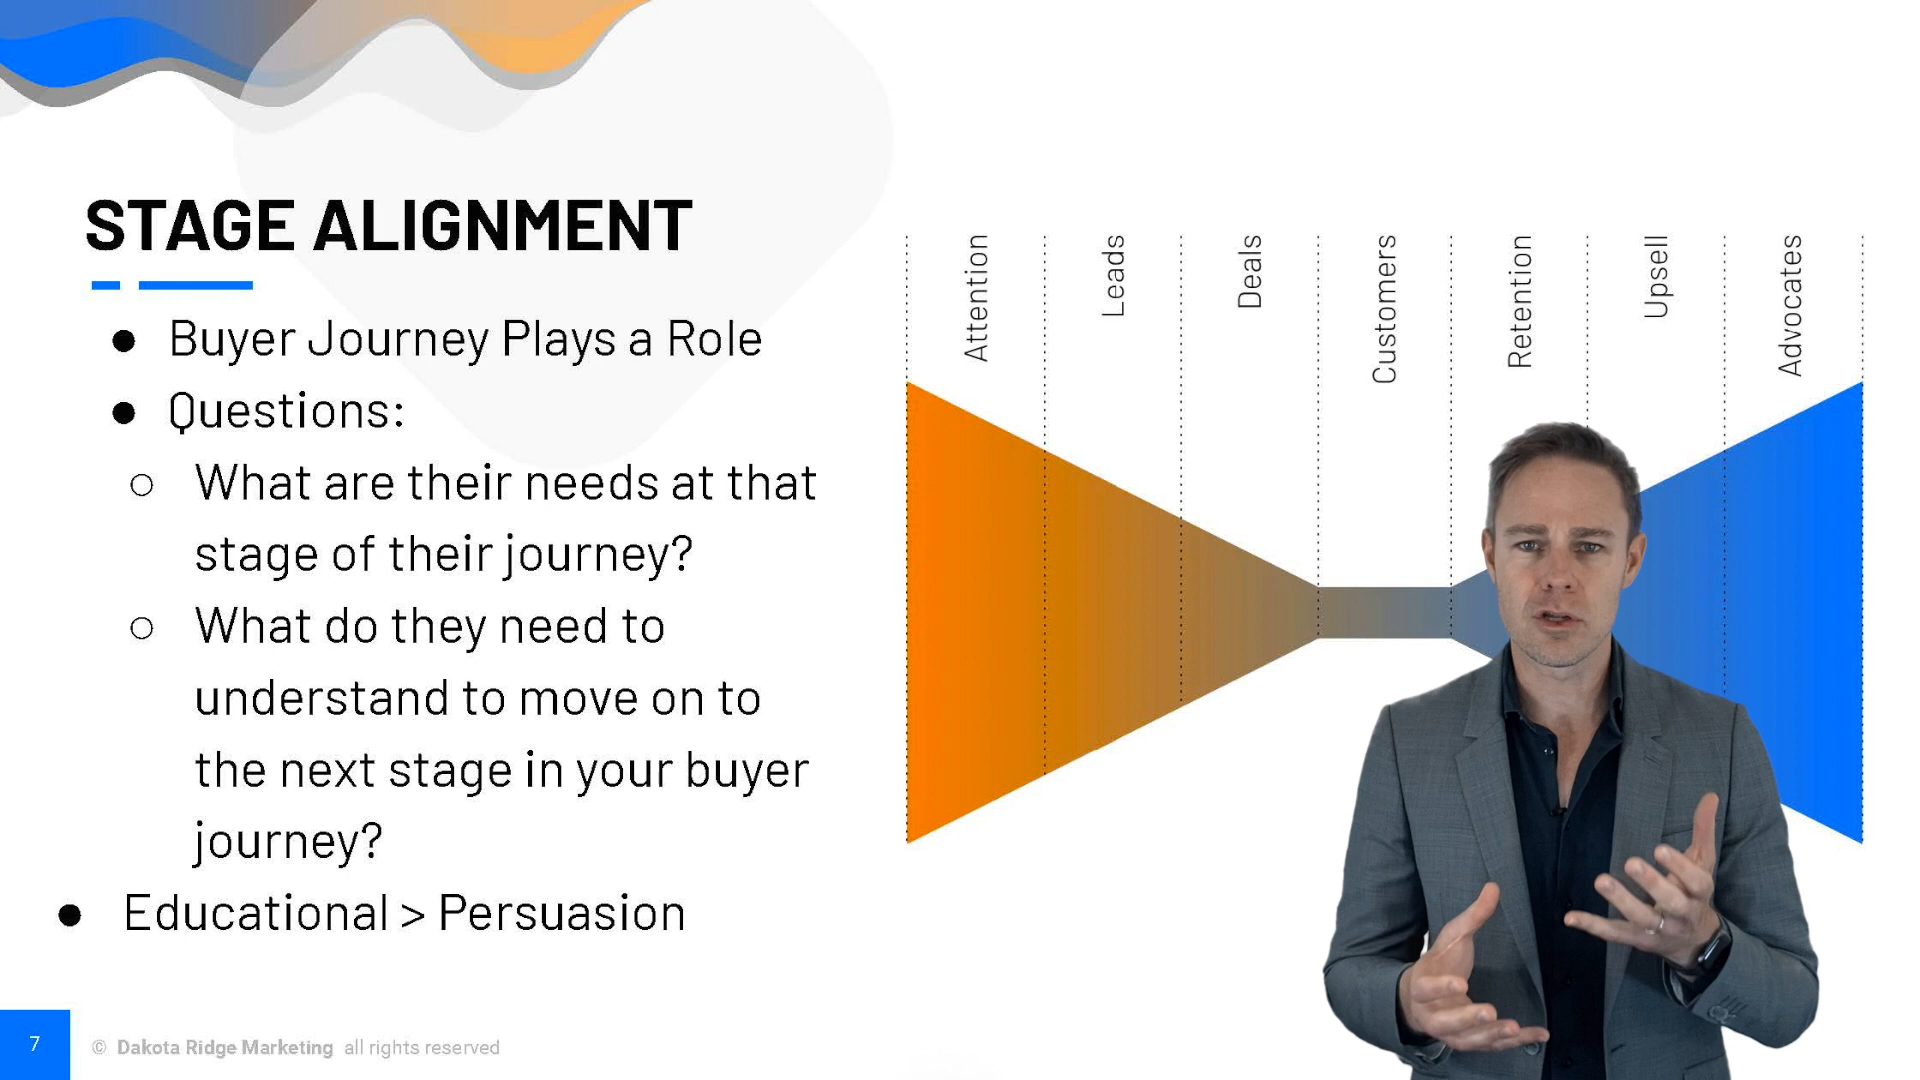 STAGE ALIGNMENT
● Buyer Journey Plays a Role
● Questions:
○ What are their needs at that
stage of their journey?
○ What do they need to
understand to move on to
the next stage in your buyer
journey?
● Educational > Persuasion
Attention
Leads
Deals
Customers
Retention
Upsell
Advocates
7
© Dakota Ridge Marketing all rights reserved